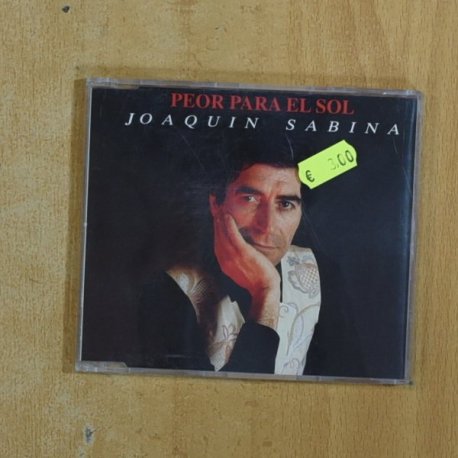 PEOR PARA EL SOL
JOAQUIN SABINA
€ 3,00